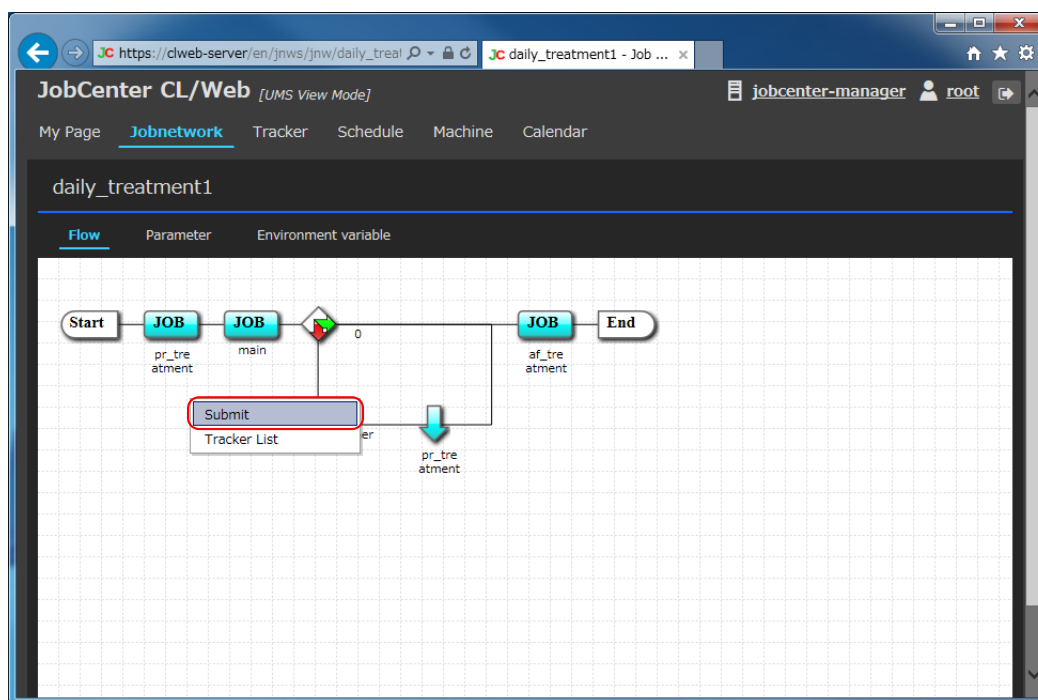 JC https://clweb-server/en/jnws/jnw/daily_treat
JC daily_treatment1 - Job ...
JobCenter CL/Web [UMS View Mode]
jobcenter-manager root
My Page Jobnetwork Tracker Schedule Machine Calendar
daily_treatment1
Flow Parameter Environment variable
Start JOB JOB 0 JOB End
pr_tre
atment
main
af_tre
atment
Submit
Tracker List
er
pr_tre
atment